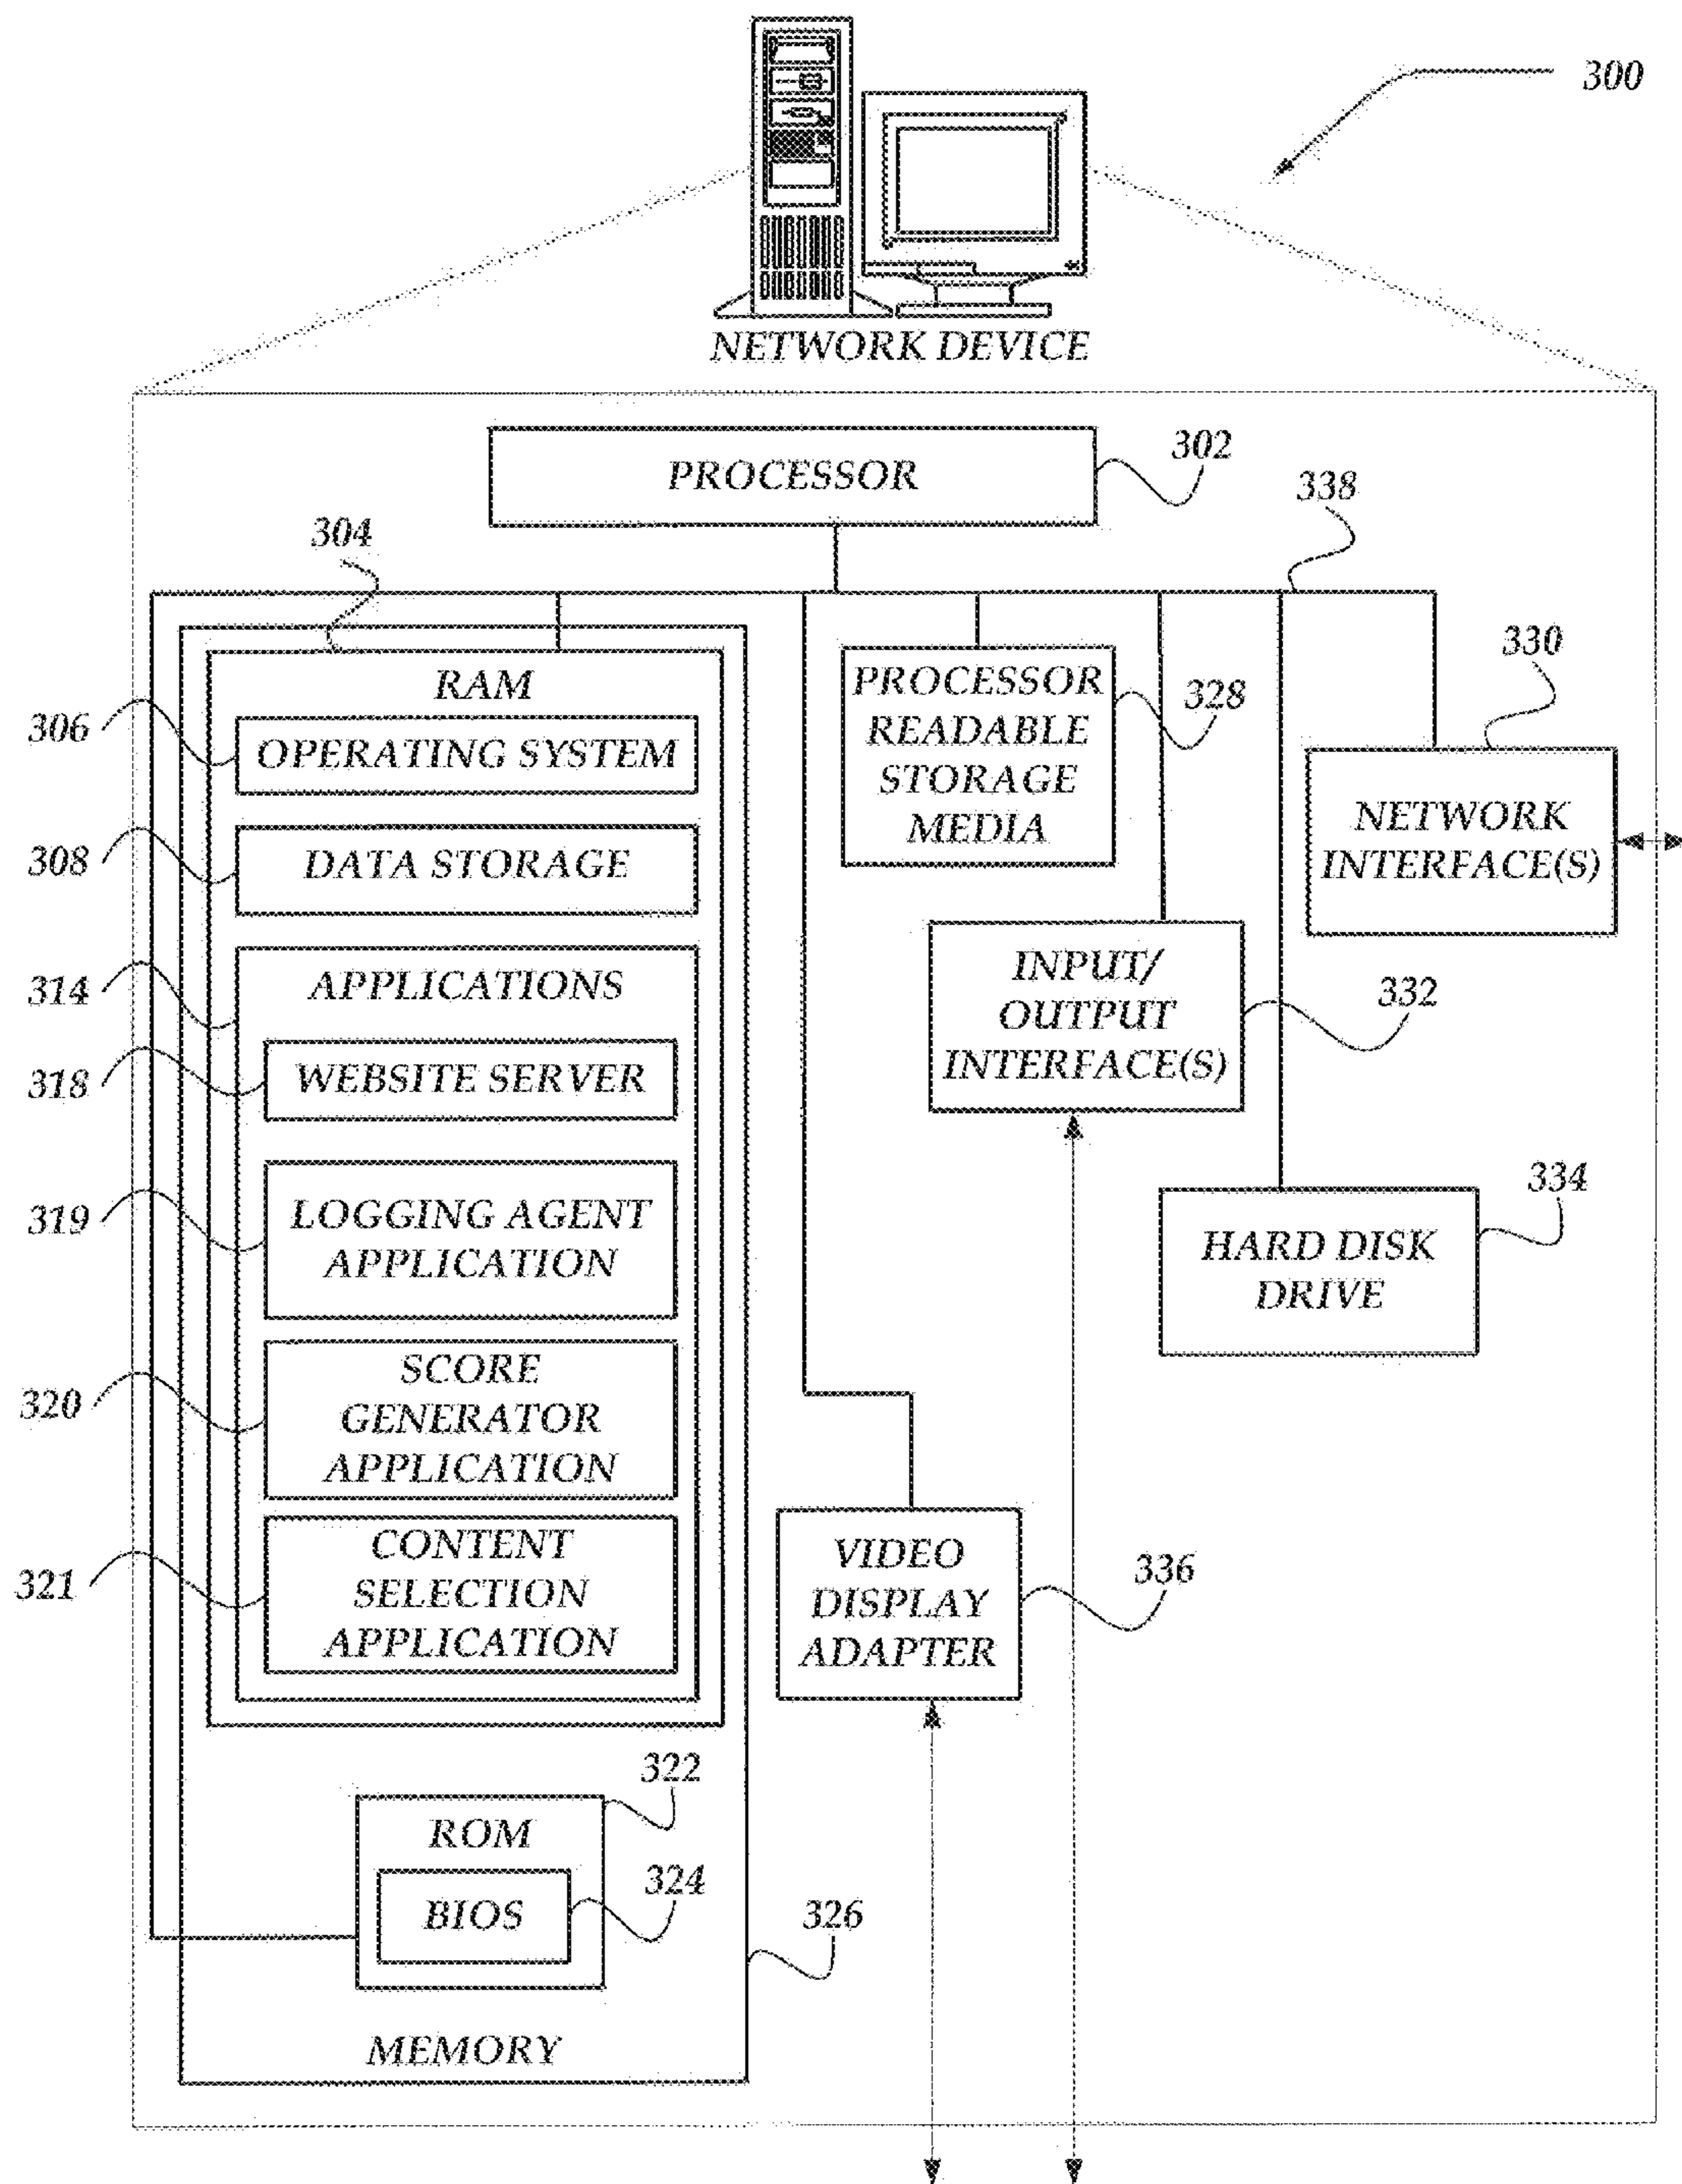 300
NETWORK DEVICE
PROCESSOR
302
338
304
RAM
306
OPERATING SYSTEM
308
DATA STORAGE
314
APPLICATIONS
318
WEBSITE SERVER
319
LOGGING AGENT
APPLICATION
320
SCORE
GENERATOR
APPLICATION
321
CONTENT
SELECTION
APPLICATION
322
ROM
324
BIOS
326
MEMORY
PROCESSOR
READABLE
STORAGE
MEDIA
328
330
NETWORK
INTERFACE(S)
INPUT/
OUTPUT
INTERFACE(S)
332
334
HARD DISK
DRIVE
VIDEO
DISPLAY
ADAPTER
336